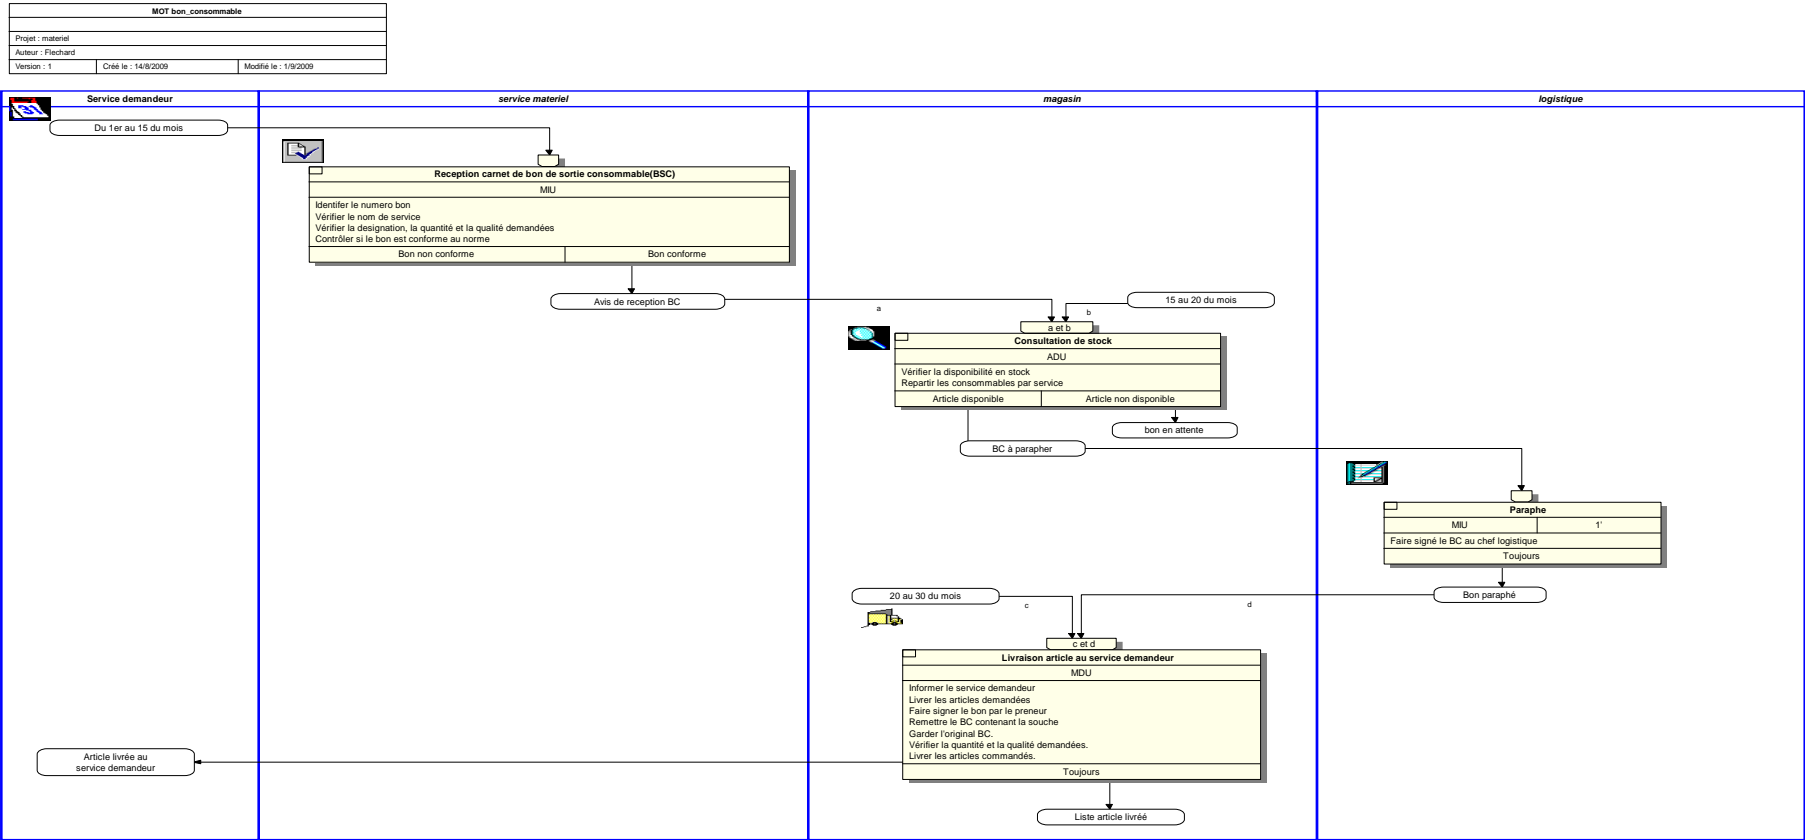 MOT bon_consommable
Projet : materiel
Auteur : Flechard
Version : 1 Créé le : 14/8/2009 Modifié le : 1/9/2009
Service demandeur service materiel magasin logistique
Du 1er au 15 du mois
Reception carnet de bon de sortie consommable(BSC)
MIU
Identifer le numero bon
Vérifier le nom de service
Vérifier la designation, la quantité et la qualité demandées
Contrôler si le bon est conforme au norme
Bon non conforme Bon conforme
Avis de reception BC
a
15 au 20 du mois
b
a et b
Consultation de stock
ADU
Vérifier la disponibilité en stock
Repartir les consommables par service
Article disponible Article non disponible
bon en attente
BC à parapher
Paraphe
MIU 1'
Faire signé le BC au chef logistique
Toujours
Bon paraphé
20 au 30 du mois
c
d
c et d
Livraison article au service demandeur
MDU
Informer le service demandeur
Livrer les articles demandées
Faire signer le bon par le preneur
Remettre le BC contenant la souche
Garder l'original BC.
Vérifier la quantité et la qualité demandées.
Livrer les articles commandés.
Toujours
Article livrée au
service demandeur
Liste article livréé